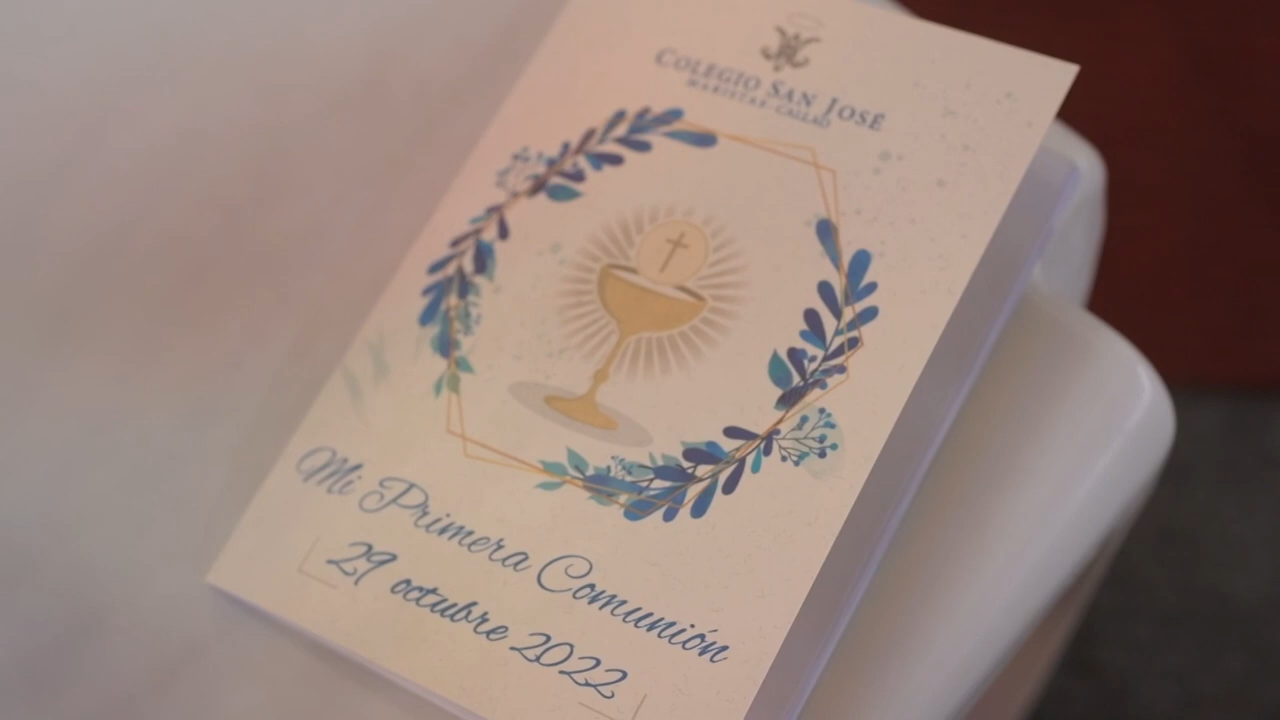 COLEGIO SAN JOSÉ
MARISTAS-CALLAO
Mi Primera Comunión
29 octubre 2022